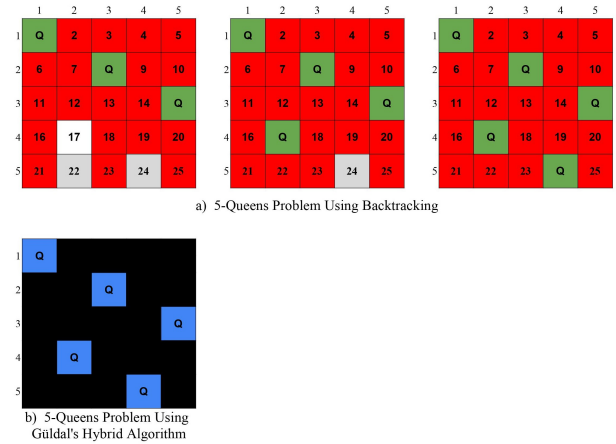 1 2 3 4 5 1 2 3 4 5 1 2 3 4 5
1 Q 2 3 4 5 1 Q 2 3 4 5 1 Q 2 3 4 5
2 6 7 Q 9 10 2 6 7 Q 9 10 2 6 7 Q 9 10
3 11 12 13 14 Q 3 11 12 13 14 Q 3 11 12 13 14 Q
4 16 17 18 19 20 4 16 Q 18 19 20 4 16 Q 18 19 20
5 21 22 23 24 25 5 21 22 23 24 25 5 21 22 23 Q 25
a) 5-Queens Problem Using Backtracking
1 Q
2 Q
3 Q
4 Q
5 Q
b) 5-Queens Problem Using
Güldal's Hybrid Algorithm